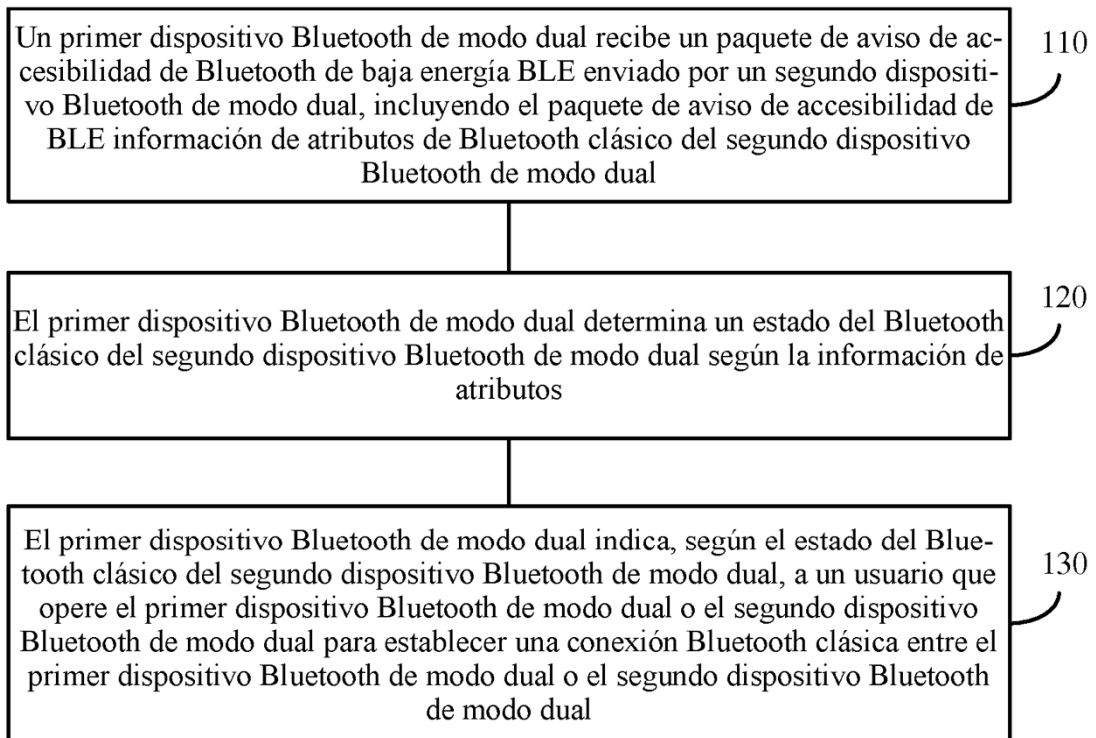 Un primer dispositivo Bluetooth de modo dual recibe un paquete de aviso de ac-
cesibilidad de Bluetooth de baja energía BLE enviado por un segundo dispositi-
vo Bluetooth de modo dual, incluyendo el paquete de aviso de accesibilidad de
BLE información de atributos de Bluetooth clásico del segundo dispositivo
Bluetooth de modo dual
110
El primer dispositivo Bluetooth de modo dual determina un estado del Bluetooth
clásico del segundo dispositivo Bluetooth de modo dual según la información de
atributos
120
El primer dispositivo Bluetooth de modo dual indica, según el estado del Blue-
tooth clásico del segundo dispositivo Bluetooth de modo dual, a un usuario que
opere el primer dispositivo Bluetooth de modo dual o el segundo dispositivo
Bluetooth de modo dual para establecer una conexión Bluetooth clásica entre el
primer dispositivo Bluetooth de modo dual o el segundo dispositivo Bluetooth
de modo dual
130